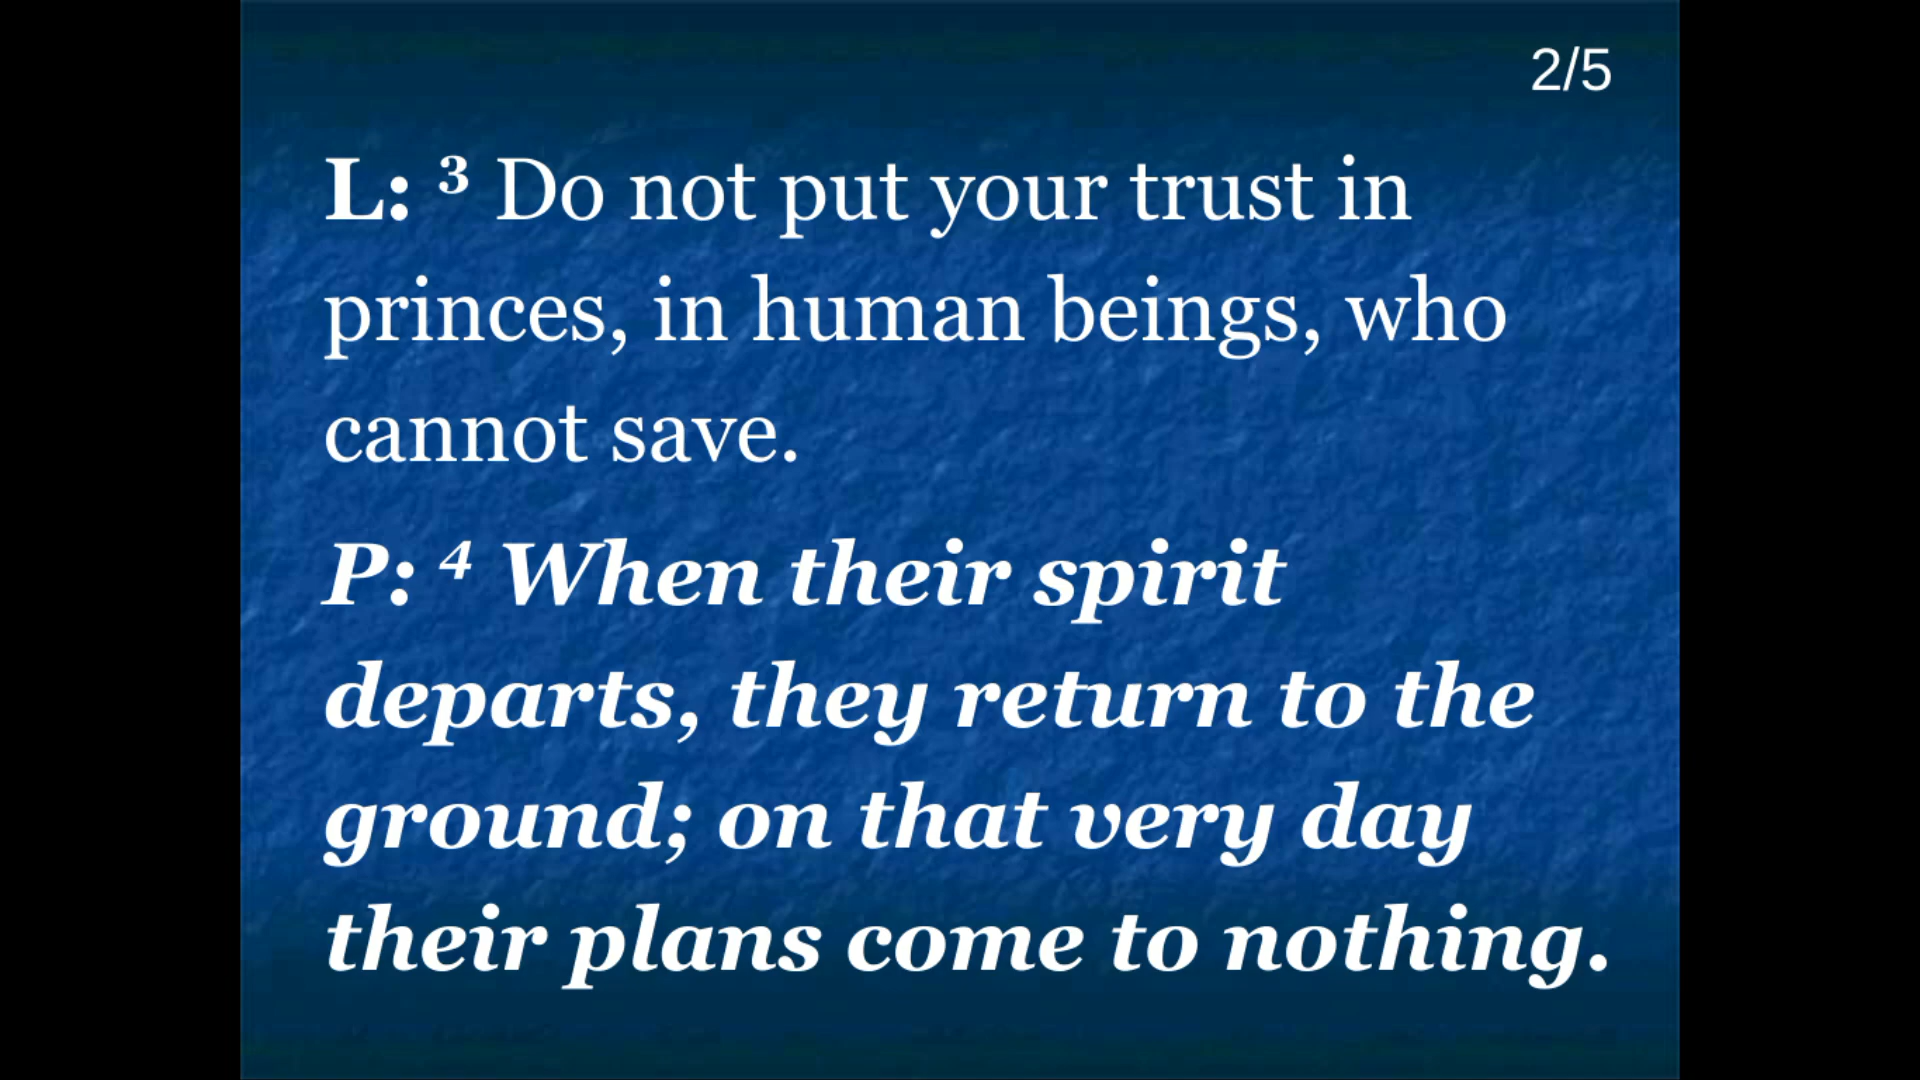 2/5
L: ³ Do not put your trust in
princes, in human beings, who
cannot save.
P: ⁴ When their spirit
departs, they return to the
ground; on that very day
their plans come to nothing.